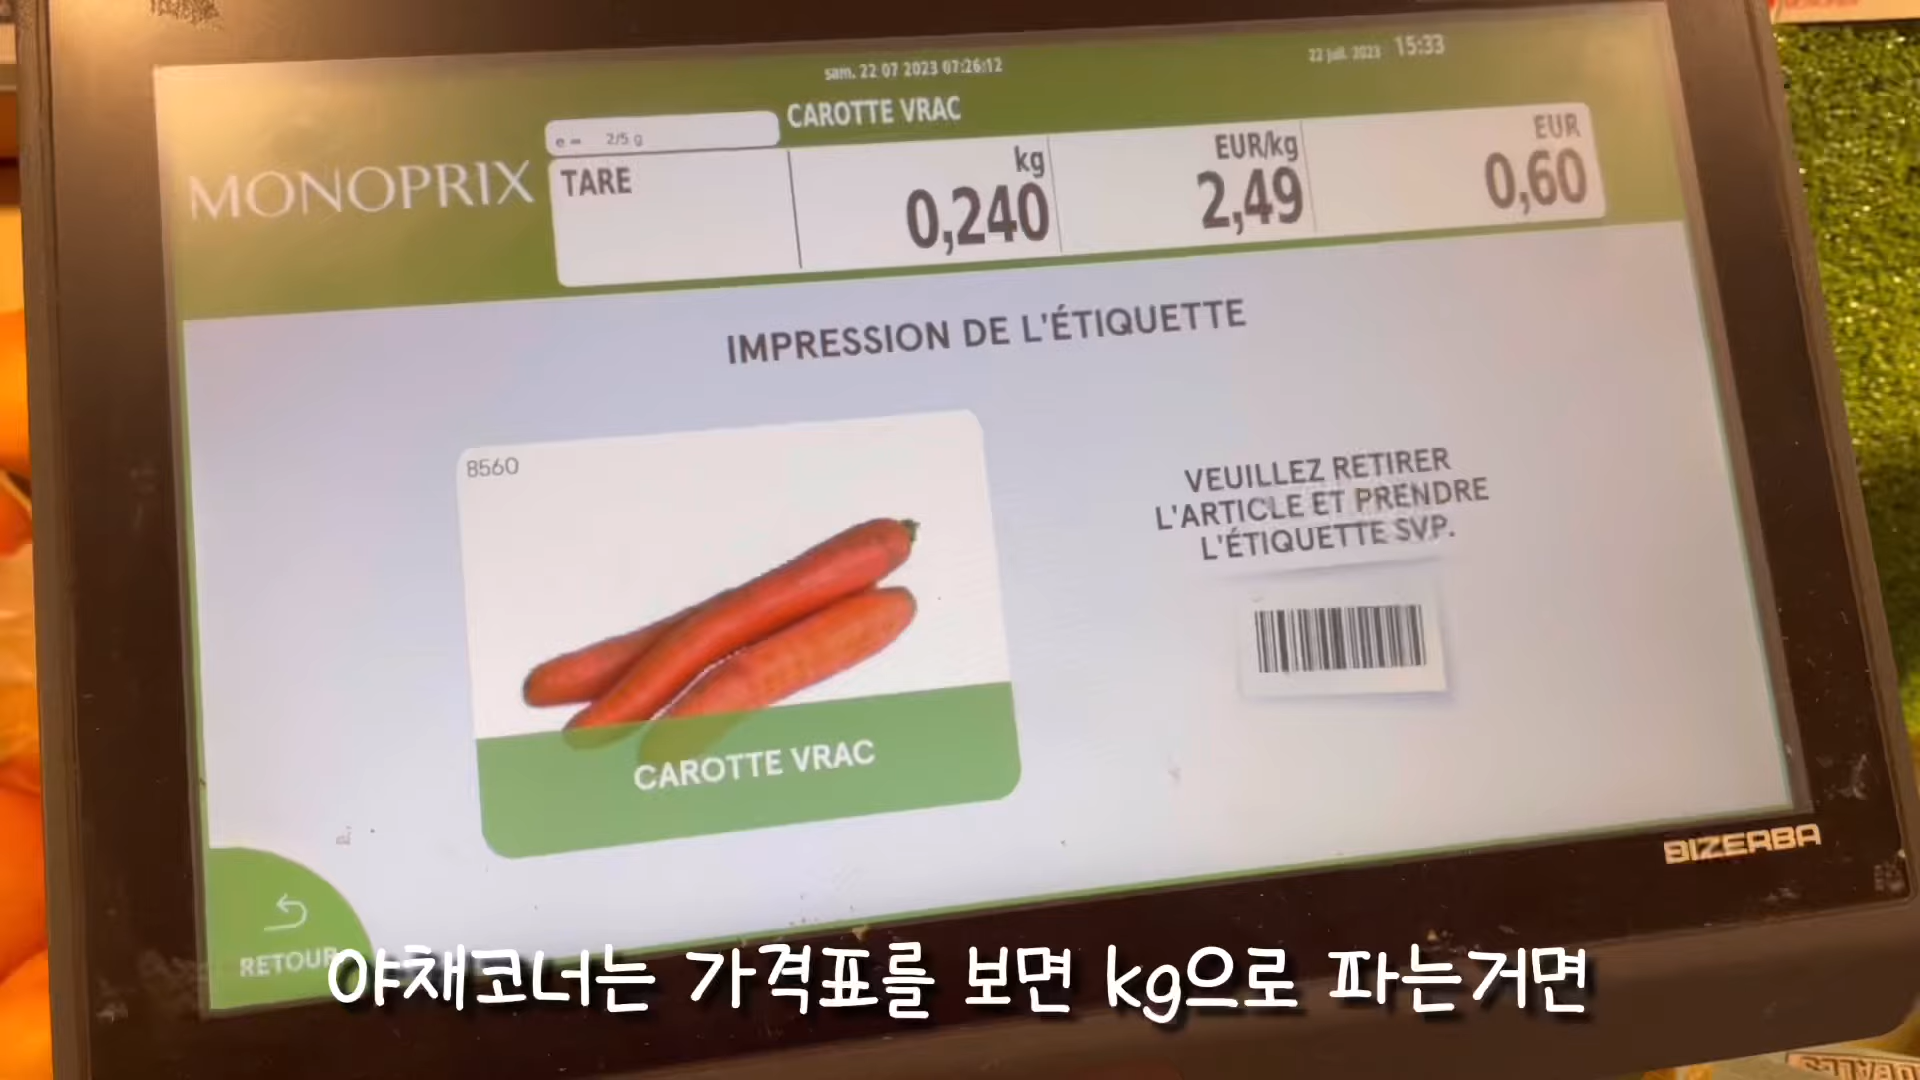 sam. 22 07 2023 07:26:12
22 juil. 2023 15:33
MONOPRIX
e = 2/5 g
CAROTTE VRAC
TARE
kg
0,240
EUR/kg
2,49
EUR
0,60
IMPRESSION DE L'ÉTIQUETTE
8560
CAROTTE VRAC
VEUILLEZ RETIRER
L'ARTICLE ET PRENDRE
L'ÉTIQUETTE SVP.
BIZERBA
RETOUR
야채코너는 가격표를 보면 kg으로 파는거면